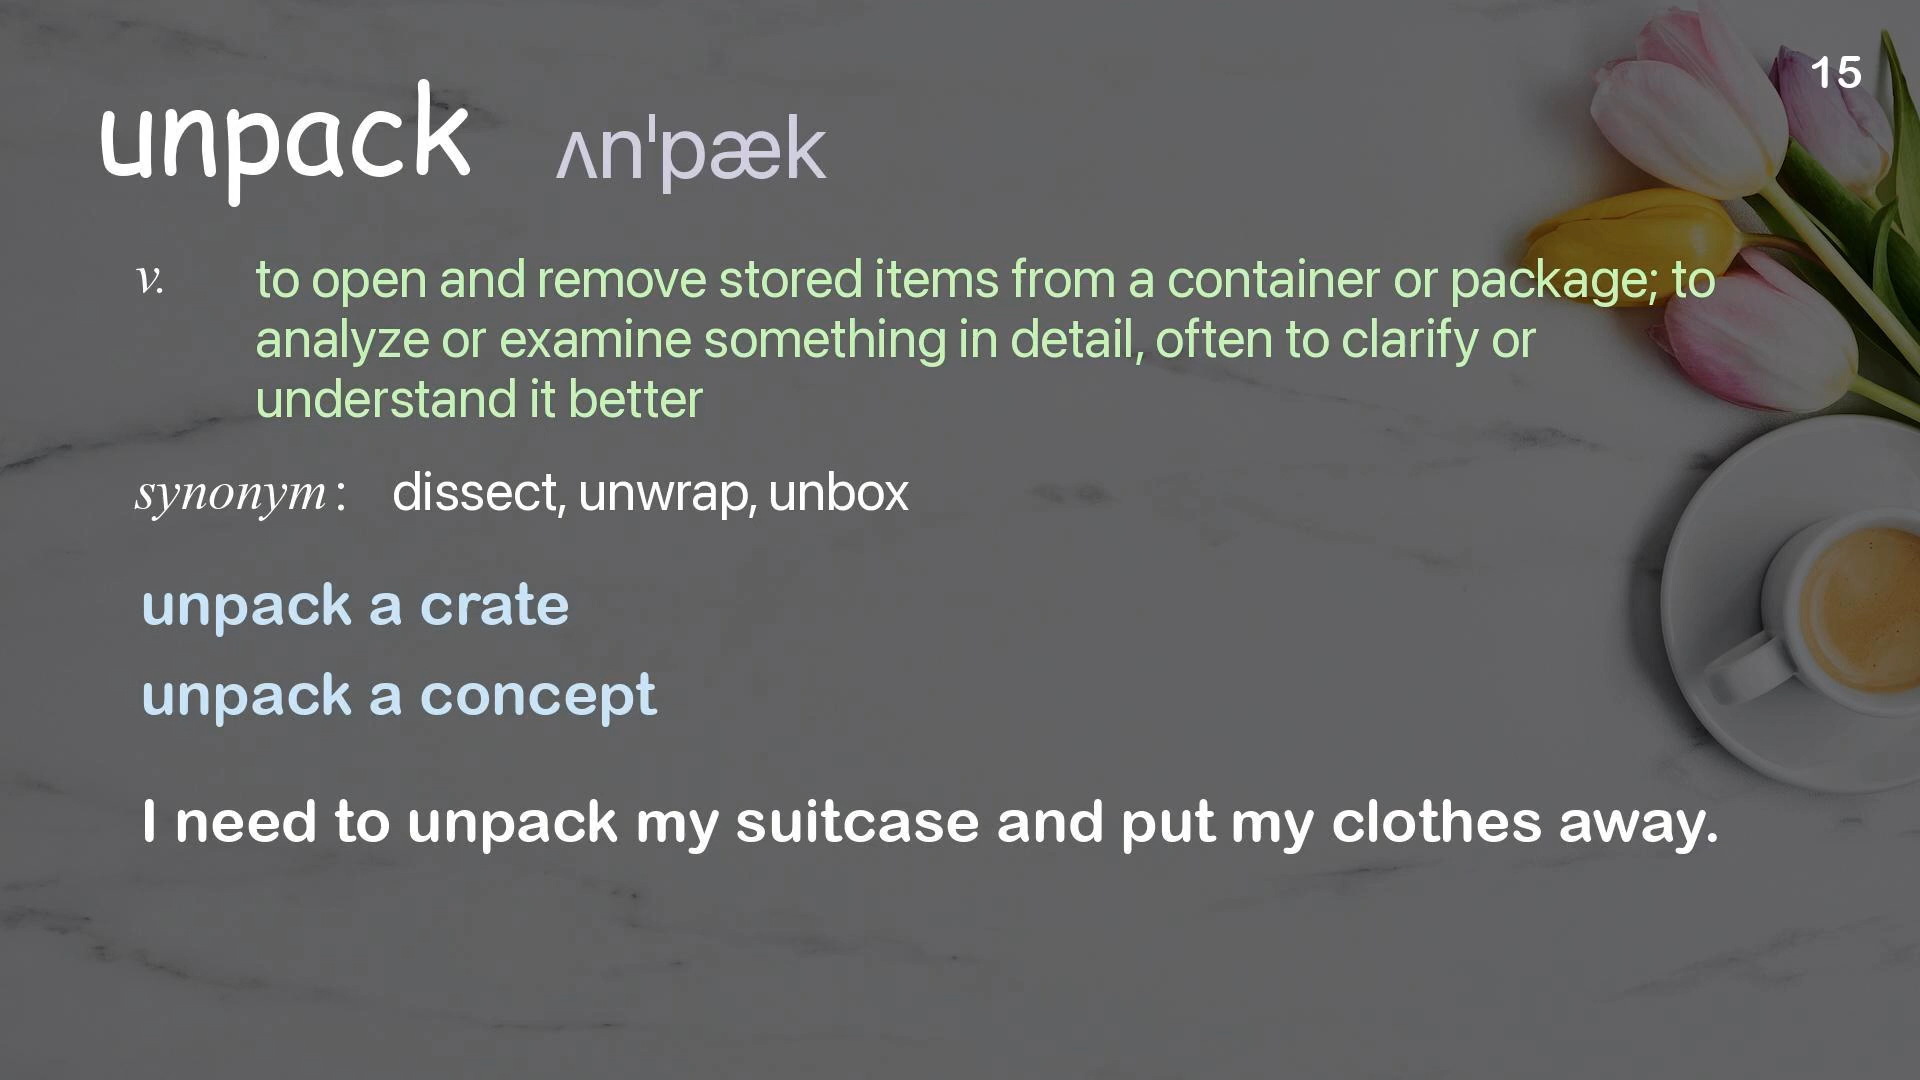 15
unpack ʌnˈpæk
v. to open and remove stored items from a container or package; to
analyze or examine something in detail, often to clarify or
understand it better
synonym : dissect, unwrap, unbox
unpack a crate
unpack a concept
I need to unpack my suitcase and put my clothes away.